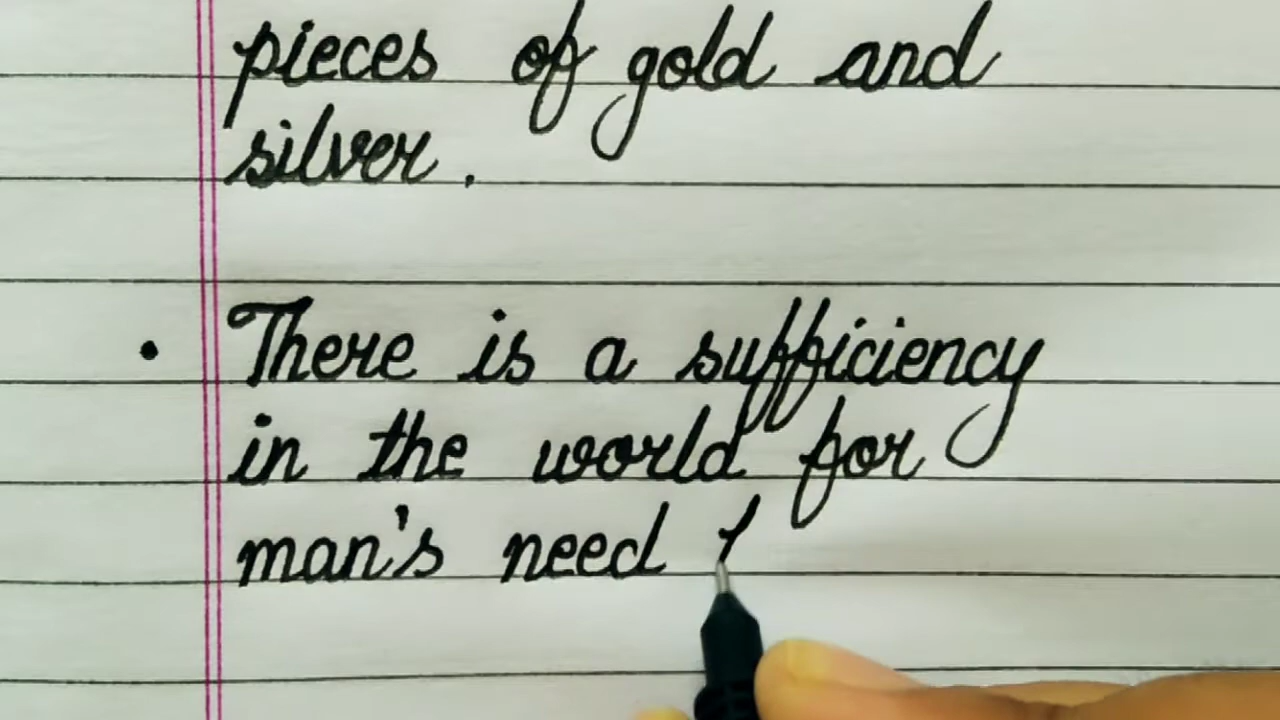 pieces of gold and
silver.
• There is a sufficiency
in the world for
man's need